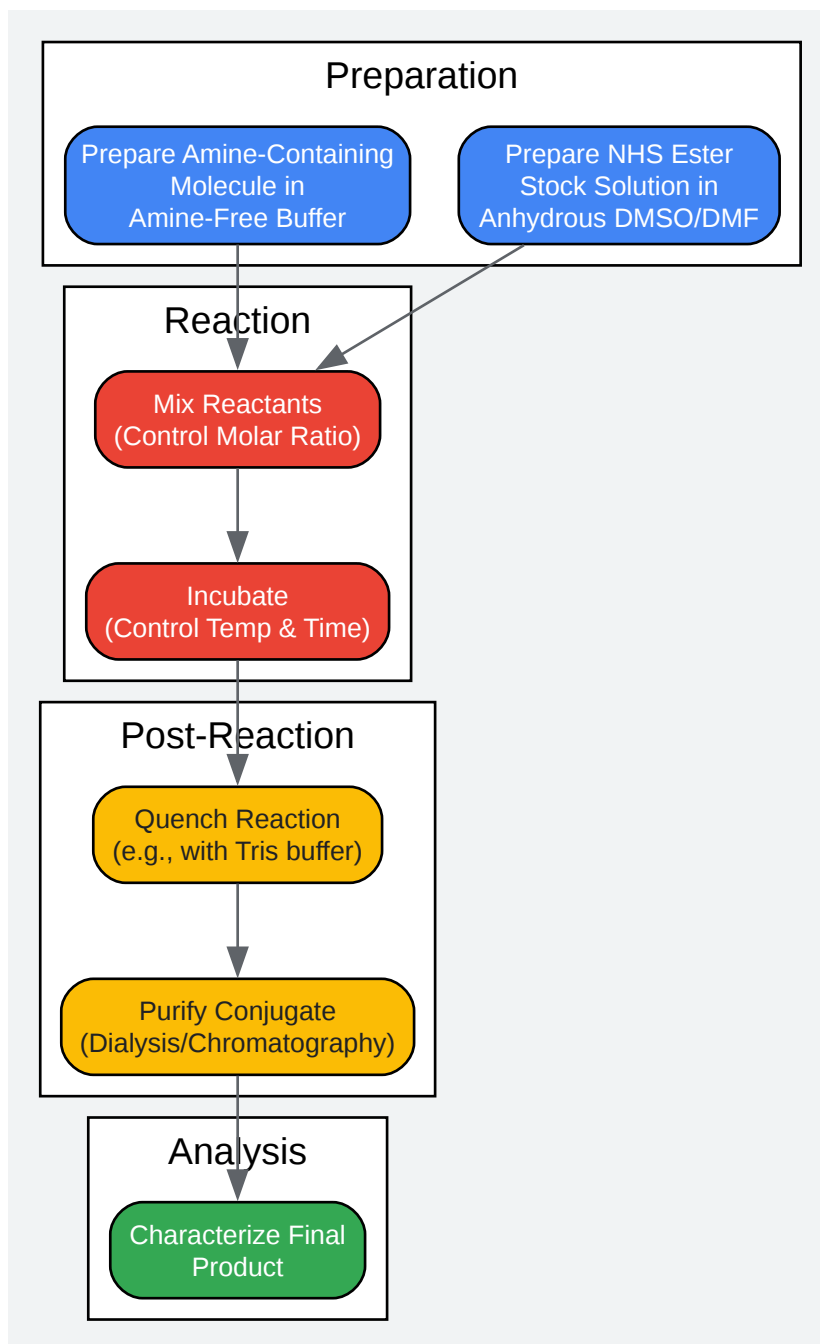 Preparation
Prepare Amine-Containing
Molecule in
Amine-Free Buffer
Prepare NHS Ester
Stock Solution in
Anhydrous DMSO/DMF
Reaction
Mix Reactants
(Control Molar Ratio)
Incubate
(Control Temp & Time)
Post-Reaction
Quench Reaction
(e.g., with Tris buffer)
Purify Conjugate
(Dialysis/Chromatography)
Analysis
Characterize Final
Product